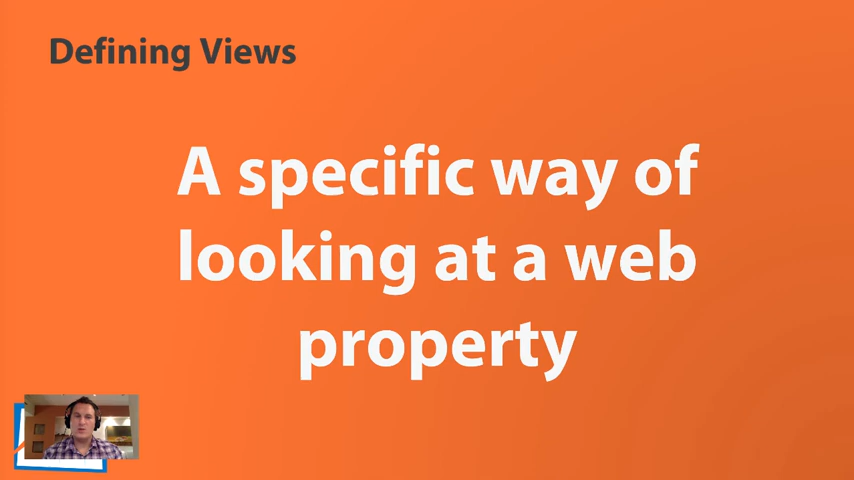 Defining Views
A specific way of
looking at a web
property